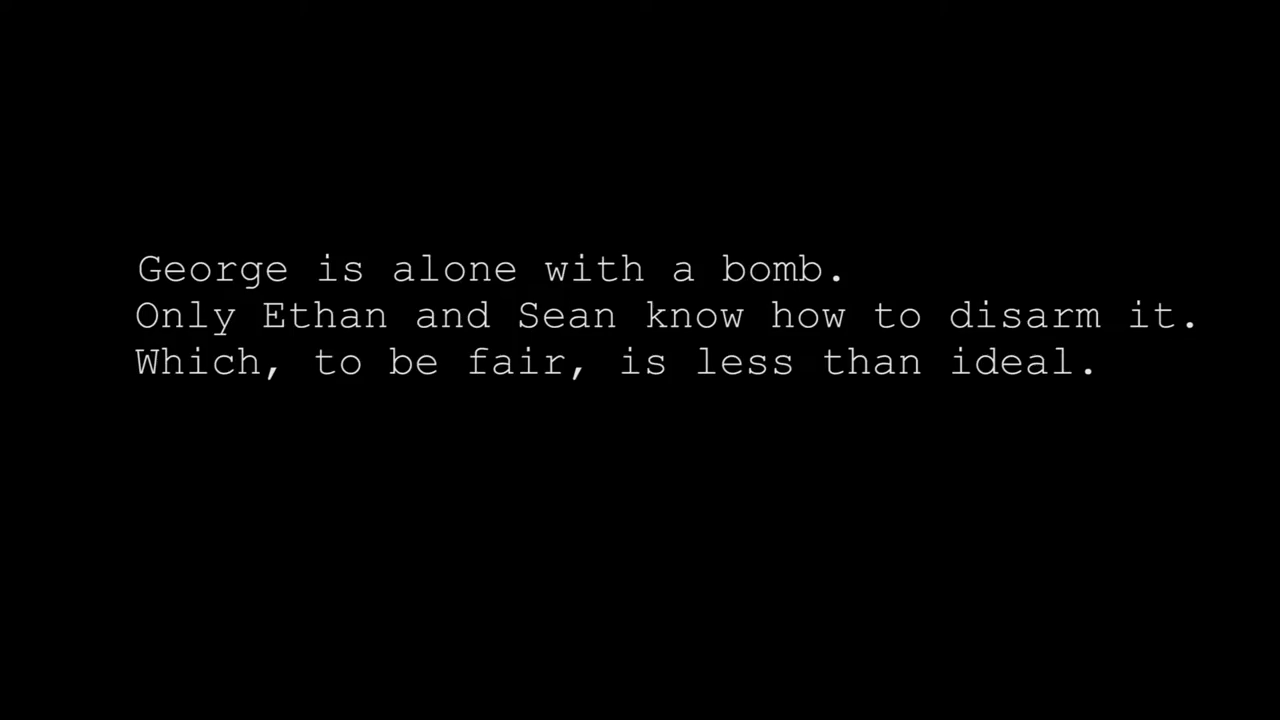 George is alone with a bomb.
Only Ethan and Sean know how to disarm it.
Which, to be fair, is less than ideal.